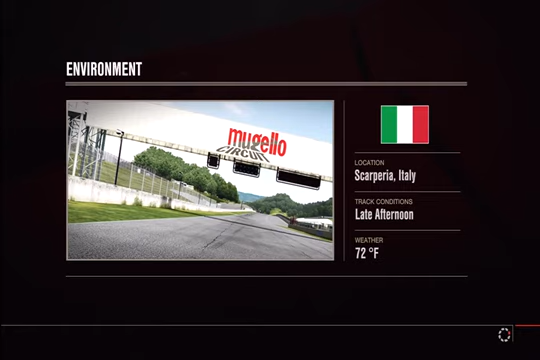 ENVIRONMENT
mugello
CIRCUIT
LOCATION
Scarperia, Italy
TRACK CONDITIONS
Late Afternoon
WEATHER
72 °F